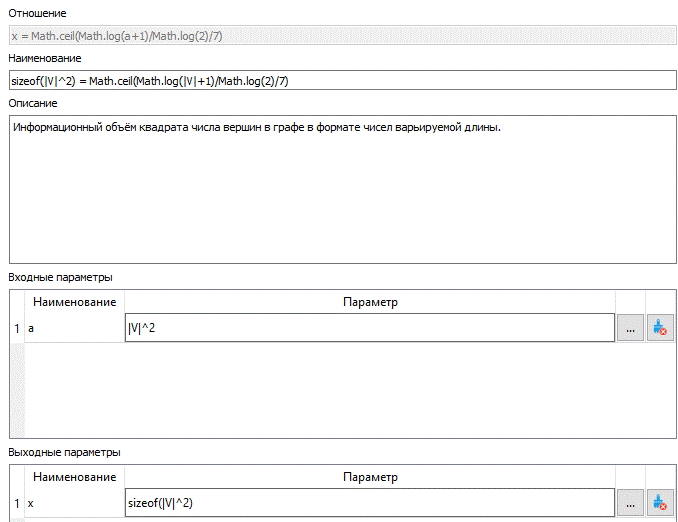 Отношение
x = Math.ceil(Math.log(a+1)/Math.log(2)/7)
Наименование
sizeof(|V|^2) = Math.ceil(Math.log(|V|+1)/Math.log(2)/7)
Описание
Информационный объём квадрата числа вершин в графе в формате чисел варьируемой длины.
Входные параметры
Наименование Параметр
1 a |V|^2 ...
Выходные параметры
Наименование Параметр
1 x sizeof(|V|^2) ...